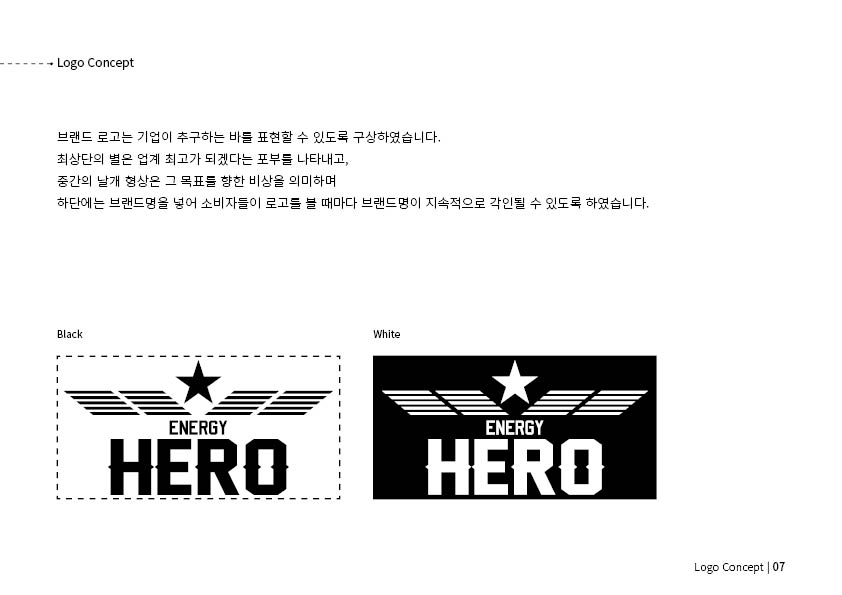 Logo Concept
브랜드 로고는 기업이 추구하는 바를 표현할 수 있도록 구상하였습니다.
최상단의 별은 업계 최고가 되겠다는 포부를 나타내고,
중간의 날개 형상은 그 목표를 향한 비상을 의미하며
하단에는 브랜드명을 넣어 소비자들이 로고를 볼 때마다 브랜드명이 지속적으로 각인될 수 있도록 하였습니다.
Black
White
ENERGY
HERO
ENERGY
HERO
Logo Concept | 07